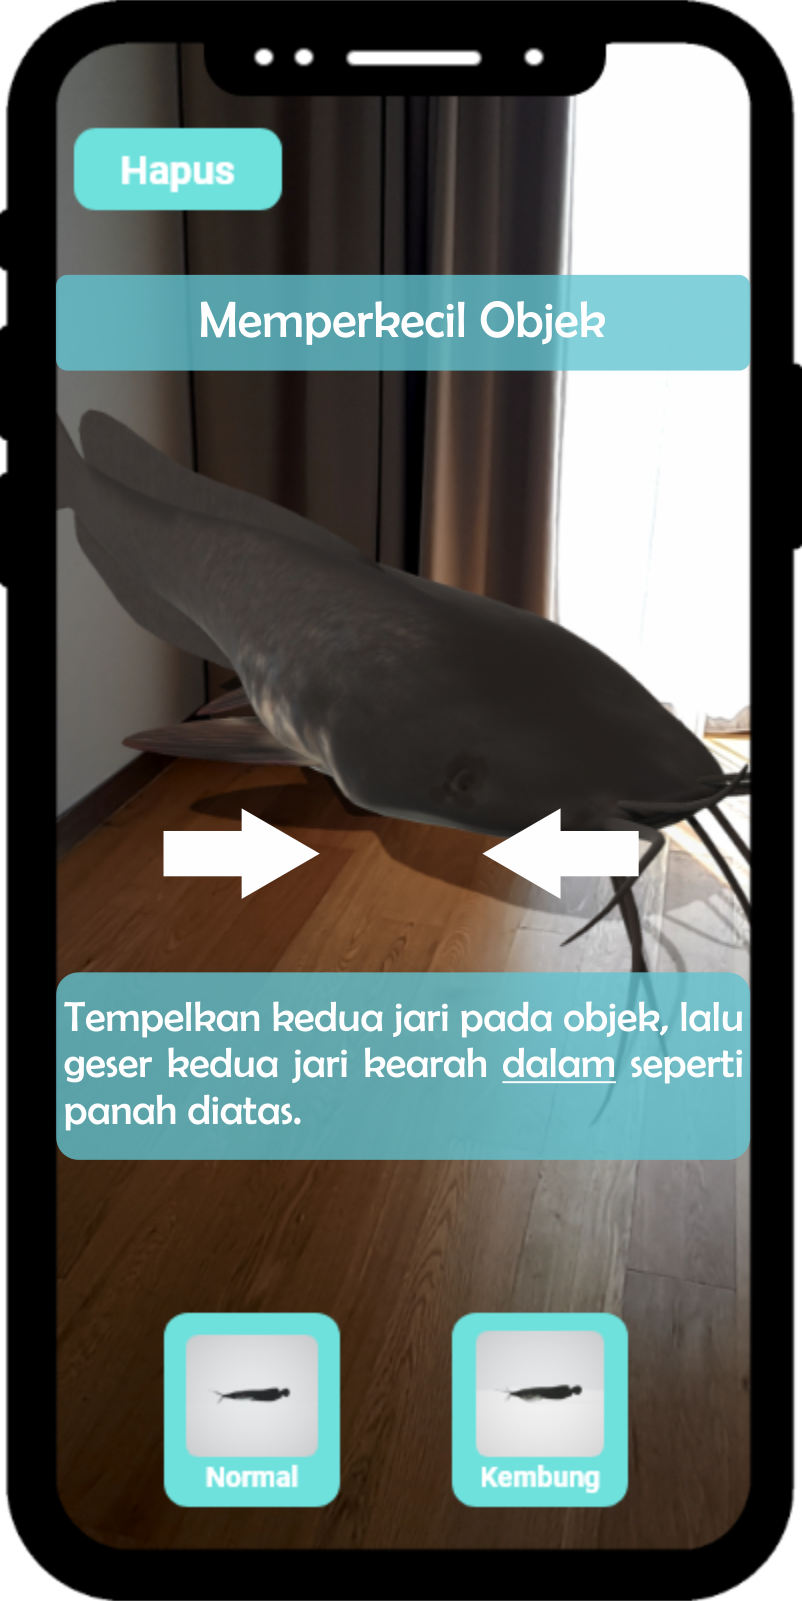 Hapus
Memperkecil Objek
Tempelkan kedua jari pada objek, lalu
geser kedua jari kearah dalam seperti
panah diatas.
Normal
Kembung